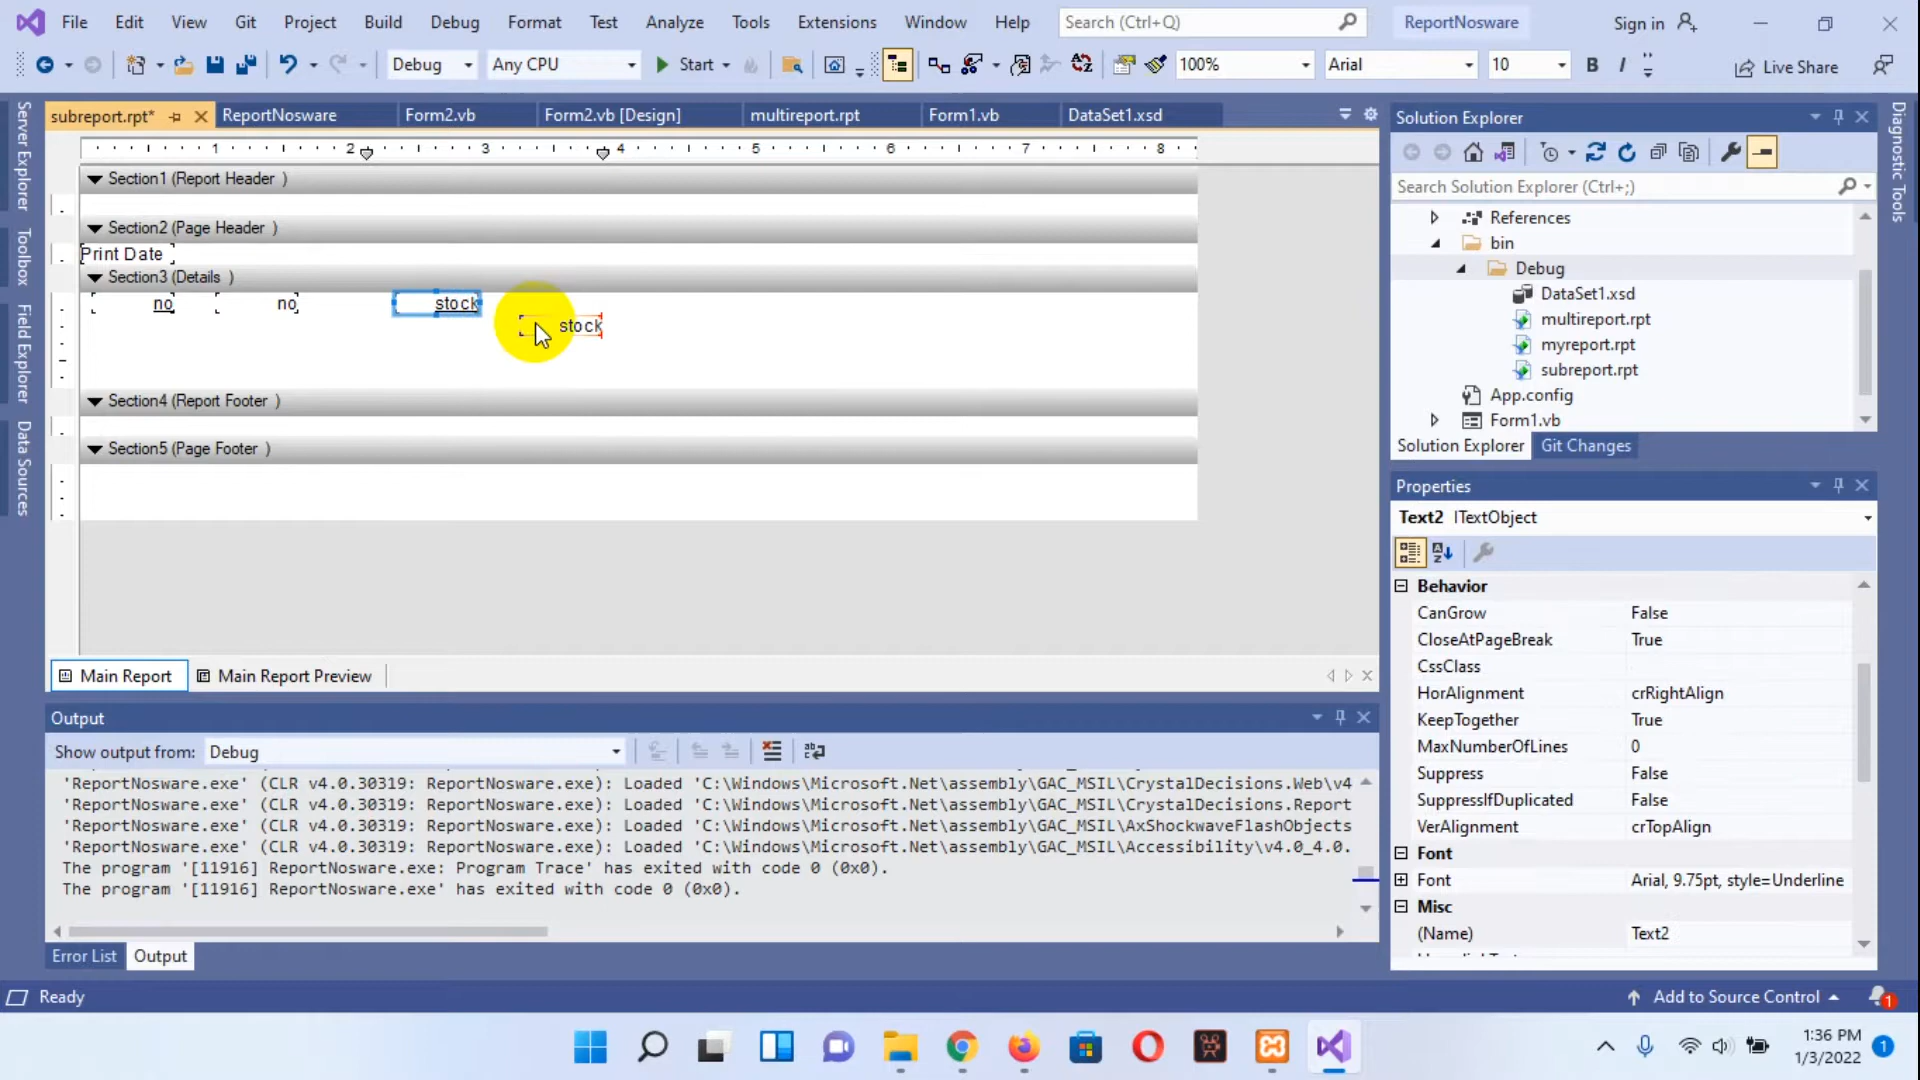 File Edit View Git Project Build Debug Format Test Analyze Tools Extensions Window Help Search (Ctrl+Q) ReportNosware Sign in
Debug Any CPU Start 100% Arial 10 B I Live Share
subreport.rpt* ReportNosware Form2.vb Form2.vb [Design] multireport.rpt Form1.vb DataSet1.xsd
1 2 3 4 5 6 7 8
Section1 (Report Header )
Section2 (Page Header )
Print Date
Section3 (Details )
no no stock
stock
Section4 (Report Footer )
Section5 (Page Footer )
Main Report Main Report Preview
Server Explorer
Toolbox
Field Explorer
Data Sources
Output
Show output from: Debug
'ReportNosware.exe' (CLR v4.0.30319: ReportNosware.exe): Loaded 'C:\Windows\Microsoft.Net\assembly\GAC_MSIL\CrystalDecisions.Web\v4
'ReportNosware.exe' (CLR v4.0.30319: ReportNosware.exe): Loaded 'C:\Windows\Microsoft.Net\assembly\GAC_MSIL\CrystalDecisions.Report
'ReportNosware.exe' (CLR v4.0.30319: ReportNosware.exe): Loaded 'C:\Windows\Microsoft.Net\assembly\GAC_MSIL\AxShockwaveFlashObjects
'ReportNosware.exe' (CLR v4.0.30319: ReportNosware.exe): Loaded 'C:\Windows\Microsoft.Net\assembly\GAC_MSIL\Accessibility\v4.0_4.0.
The program '[11916] ReportNosware.exe: Program Trace' has exited with code 0 (0x0).
The program '[11916] ReportNosware.exe' has exited with code 0 (0x0).
Error List Output
Solution Explorer
Search Solution Explorer (Ctrl+;)
References
bin
Debug
DataSet1.xsd
multireport.rpt
myreport.rpt
subreport.rpt
App.config
Form1.vb
Solution Explorer Git Changes
Diagnostic Tools
Properties
Text2 ITextObject
Behavior
CanGrow False
CloseAtPageBreak True
CssClass
HorAlignment crRightAlign
KeepTogether True
MaxNumberOfLines 0
Suppress False
SuppressIfDuplicated False
VerAlignment crTopAlign
Font
Font Arial, 9.75pt, style=Underline
Misc
(Name) Text2
Ready Add to Source Control 1
1:36 PM
1/3/2022 1